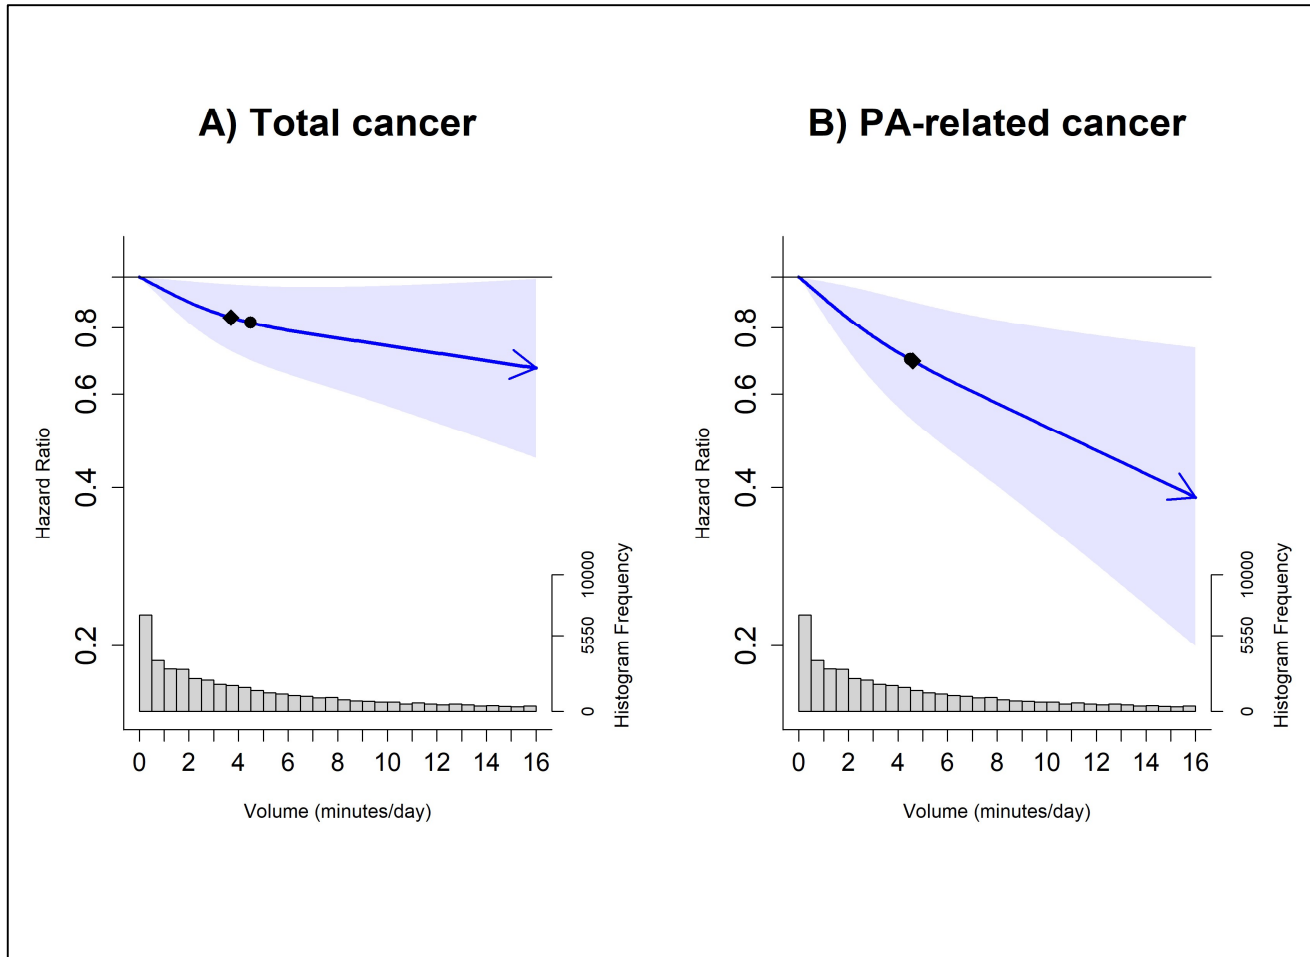 A) Total cancer
Hazard Ratio
0.8
0.6
0.4
0.2
10000
5550
0
Histogram Frequency
0 2 4 6 8 10 12 14 16
Volume (minutes/day)
B) PA-related cancer
Hazard Ratio
0.8
0.6
0.4
0.2
10000
5550
0
Histogram Frequency
0 2 4 6 8 10 12 14 16
Volume (minutes/day)